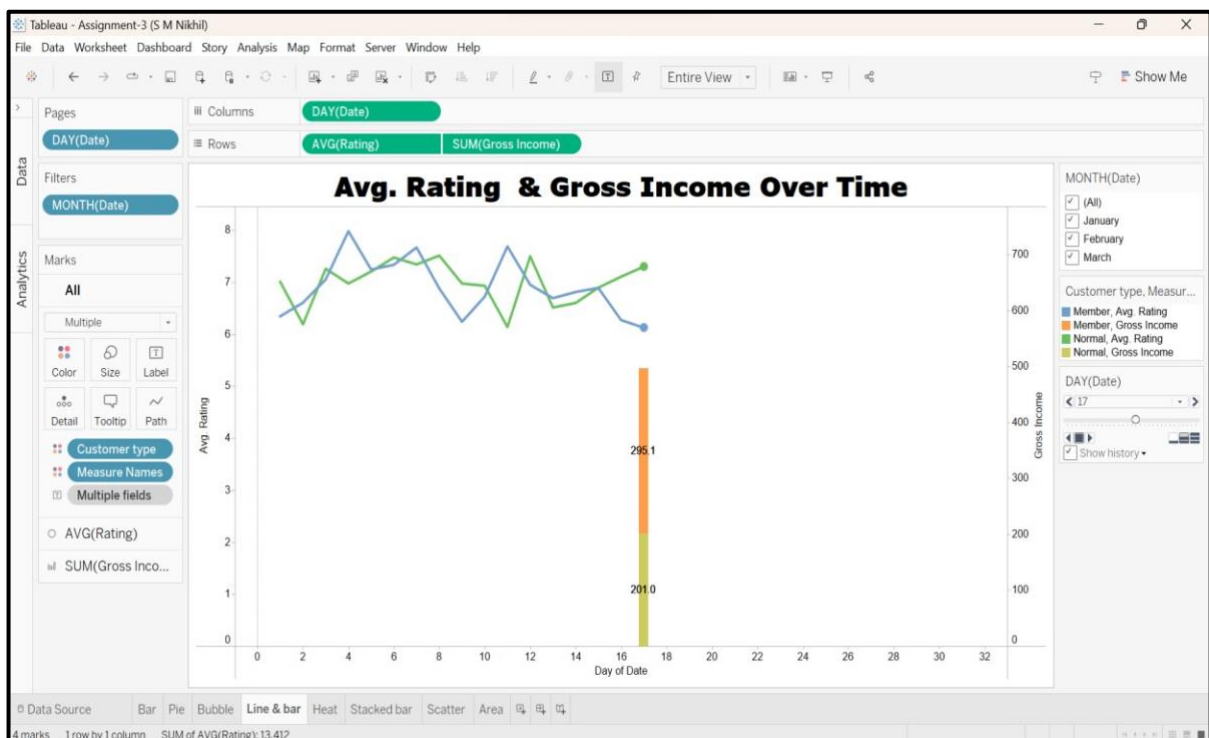 Tableau - Assignment-3 (S M Nikhil)
File Data Worksheet Dashboard Story Analysis Map Format Server Window Help
Entire View
Show Me
Pages
DAY(Date)
Columns
DAY(Date)
Rows
AVG(Rating)
SUM(Gross Income)
Data
Analytics
Filters
MONTH(Date)
Marks
All
Multiple
Color
Size
Label
Detail
Tooltip
Path
Customer type
Measure Names
Multiple fields
AVG(Rating)
SUM(Gross Inco...
Avg. Rating & Gross Income Over Time
Avg. Rating
8
7
6
5
4
3
2
1
0
295.1
201.0
0 2 4 6 8 10 12 14 16 18 20 22 24 26 28 30 32
Day of Date
700
600
500
400
300
200
100
0
Gross Income
MONTH(Date)
(All)
January
February
March
Customer type, Measur...
Member, Avg. Rating
Member, Gross Income
Normal, Avg. Rating
Normal, Gross Income
DAY(Date)
17
Show history
Data Source
Bar
Pie
Bubble
Line & bar
Heat
Stacked bar
Scatter
Area
4 marks 1 row by 1 column SUM of AVG(Rating): 13.412